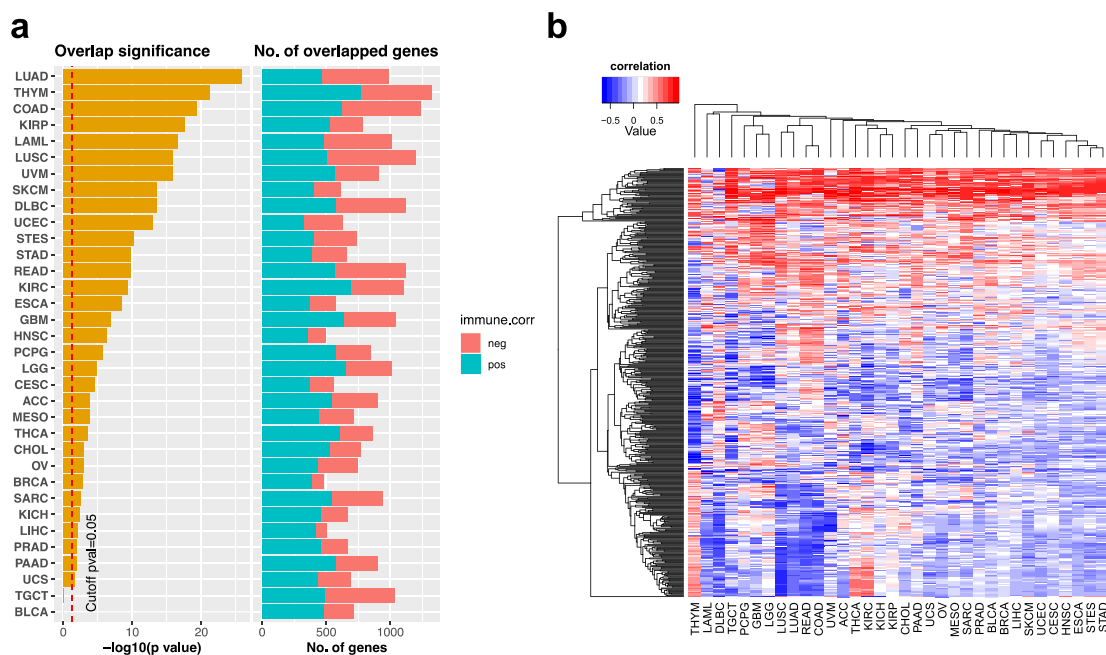 a
Overlap significance
No. of overlapped genes
LUAD
THYM
COAD
KIRP
LAML
LUSC
UVM
SKCM
DLBC
UCEC
STES
STAD
READ
KIRC
ESCA
GBM
HNSC
PCPG
LGG
CESC
ACC
MESO
THCA
CHOL
OV
BRCA
SARC
KICH
LIHC
PRAD
PAAD
UCS
TGCT
BLCA
Cutoff pval=0.05
0 10 20
−log10(p value)
0 500 1000
No. of genes
immune.corr
neg
pos
b
correlation
−0.5 0 0.5
Value
THYM
LAML
DLBC
TGCT
PCPG
GBM
LGG
LUSC
LUAD
READ
COAD
UVM
ACC
THCA
KIRC
KICH
KIRP
CHOL
PAAD
UCS
OV
MESO
SARC
PRAD
BLCA
BRCA
LIHC
SKCM
UCEC
CESC
HNSC
ESCA
STES
STAD